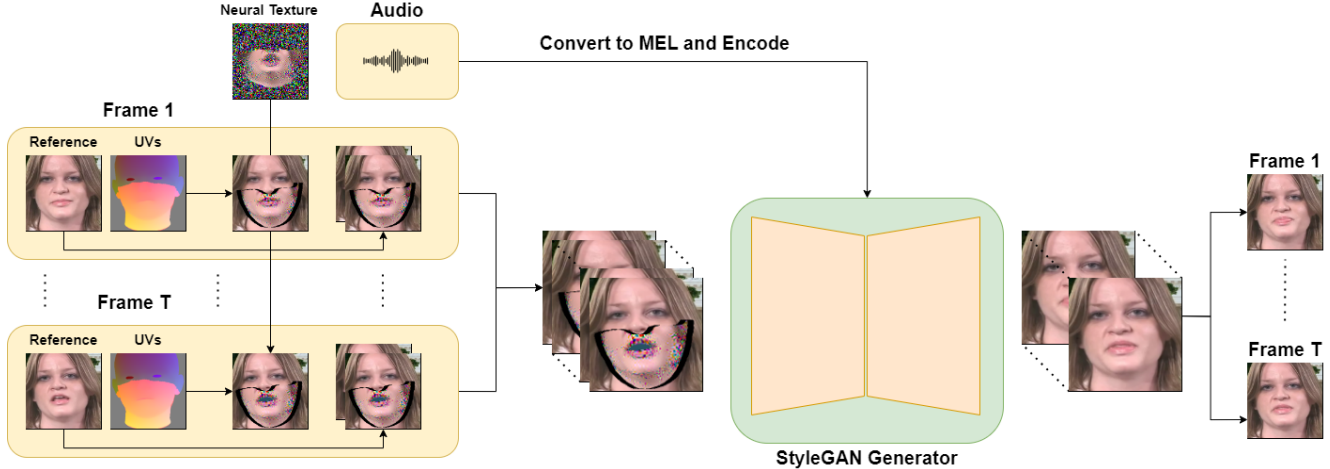 Neural Texture
Audio
Convert to MEL and Encode
Frame 1
Reference
UVs
Frame T
Reference
UVs
StyleGAN Generator
Frame 1
Frame T